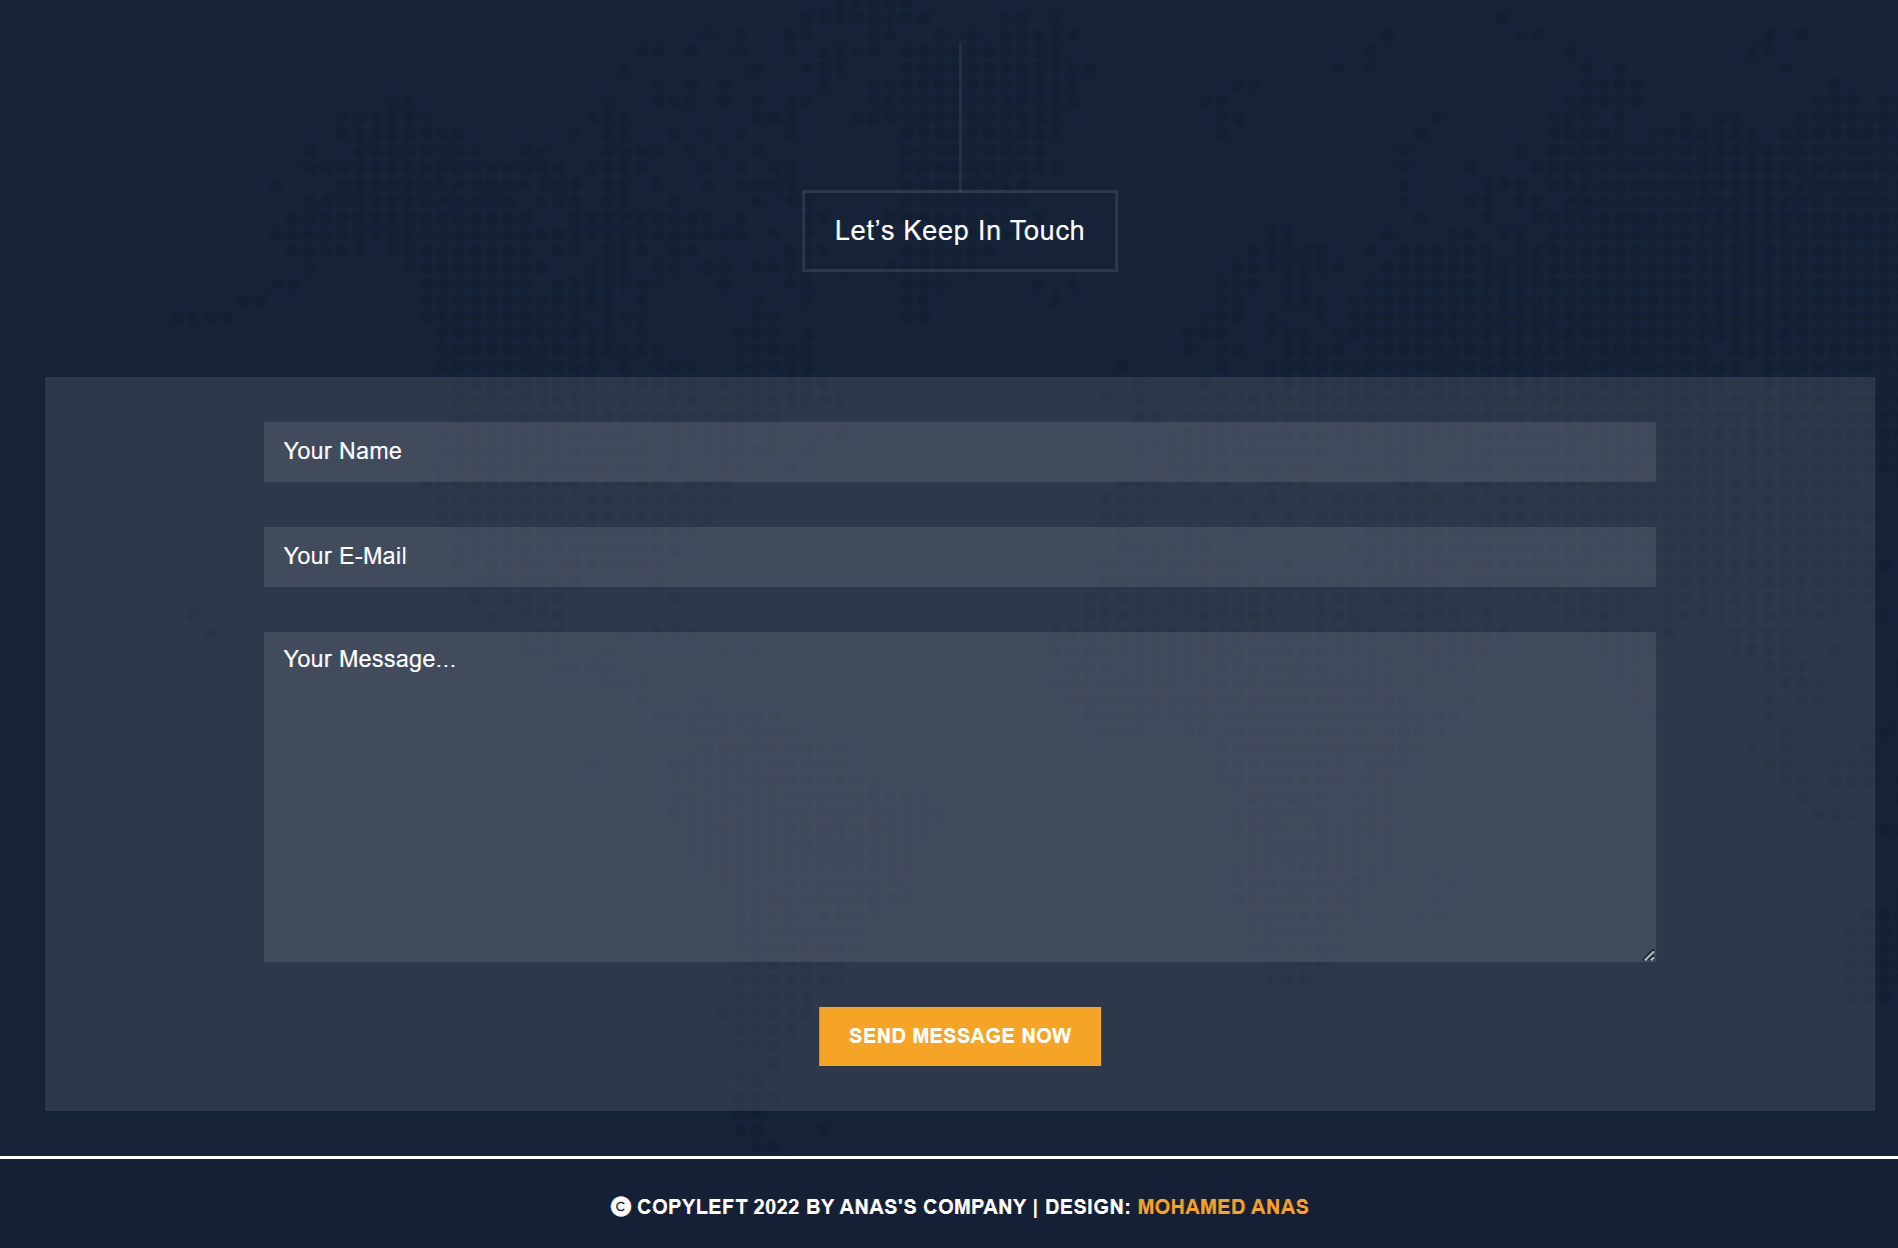 Let’s Keep In Touch
Your Name
Your E-Mail
Your Message...
SEND MESSAGE NOW
© COPYLEFT 2022 BY ANAS'S COMPANY | DESIGN: MOHAMED ANAS